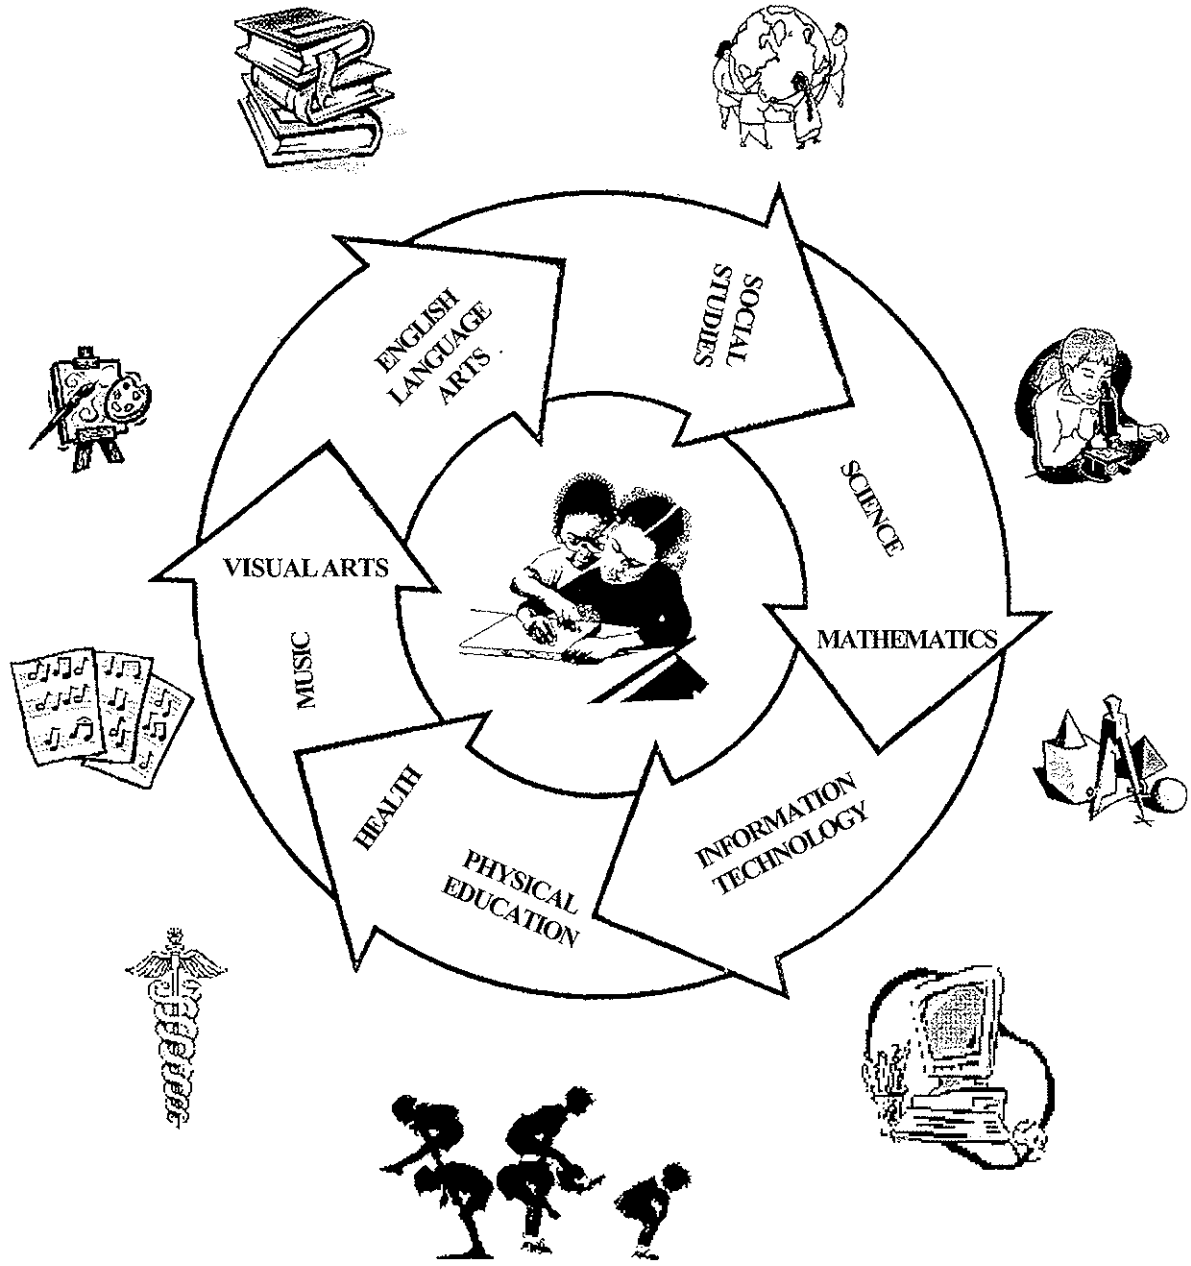 ENGLISH
LANGUAGE
ARTS
SOCIAL
STUDIES
SCIENCE
MATHEMATICS
INFORMATION
TECHNOLOGY
PHYSICAL
EDUCATION
HEALTH
MUSIC
VISUAL ARTS